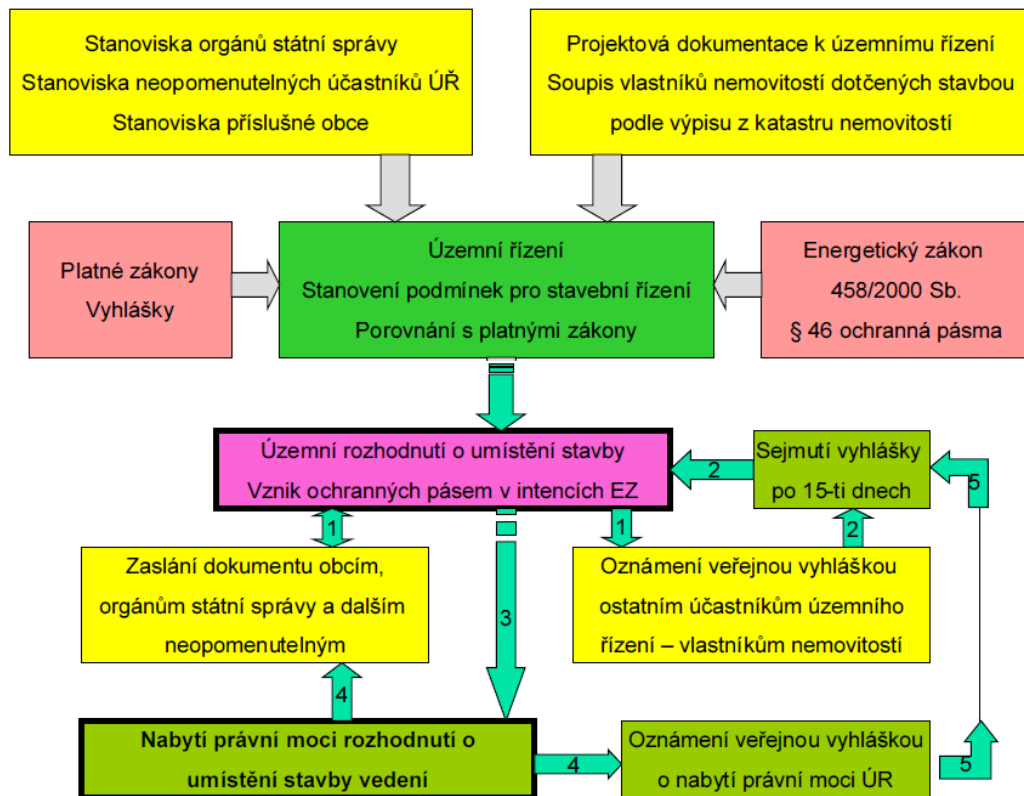 Stanoviska orgánů státní správy
Stanoviska neopomenutelných účastníků ÚŘ
Stanoviska příslušné obce
Projektová dokumentace k územnímu řízení
Soupis vlastníků nemovitostí dotčených stavbou
podle výpisu z katastru nemovitostí
Platné zákony
Vyhlášky
Územní řízení
Stanovení podmínek pro stavební řízení
Porovnání s platnými zákony
Energetický zákon
458/2000 Sb.
§ 46 ochranná pásma
Územní rozhodnutí o umístění stavby
Vznik ochranných pásem v intencích EZ
2
Sejmutí vyhlášky
po 15-ti dnech
5
1
1
2
Zaslání dokumentu obcím,
orgánům státní správy a dalším
neopomenutelným
3
Oznámení veřejnou vyhláškou
ostatním účastníkům územního
řízení – vlastníkům nemovitostí
4
Nabytí právní moci rozhodnutí o
umístění stavby vedení
4
Oznámení veřejnou vyhláškou
o nabytí právní moci ÚR
5